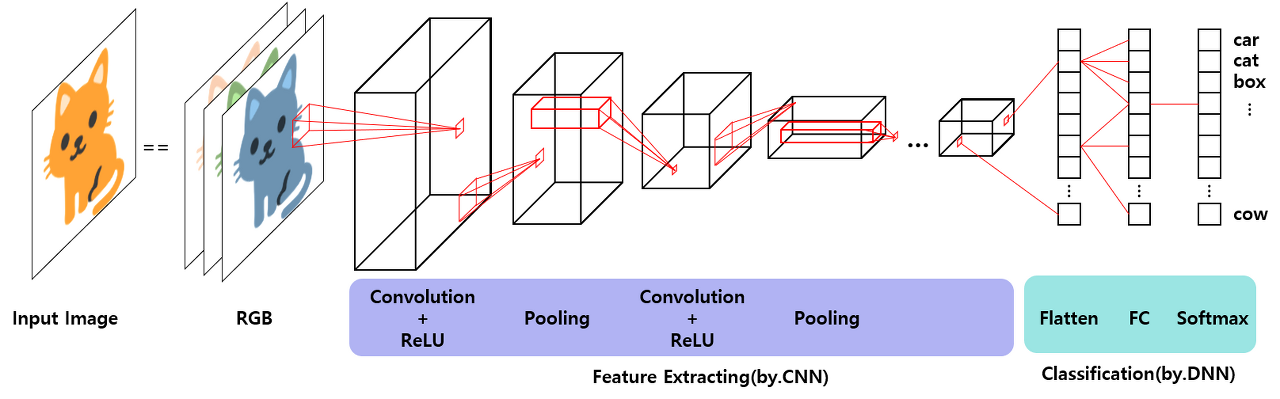 ==
...
car
cat
box
⋮
⋮ ⋮ ⋮
cow
Input Image
RGB
Convolution
+
ReLU
Pooling
Convolution
+
ReLU
Pooling
Flatten
FC
Softmax
Feature Extracting(by.CNN)
Classification(by.DNN)